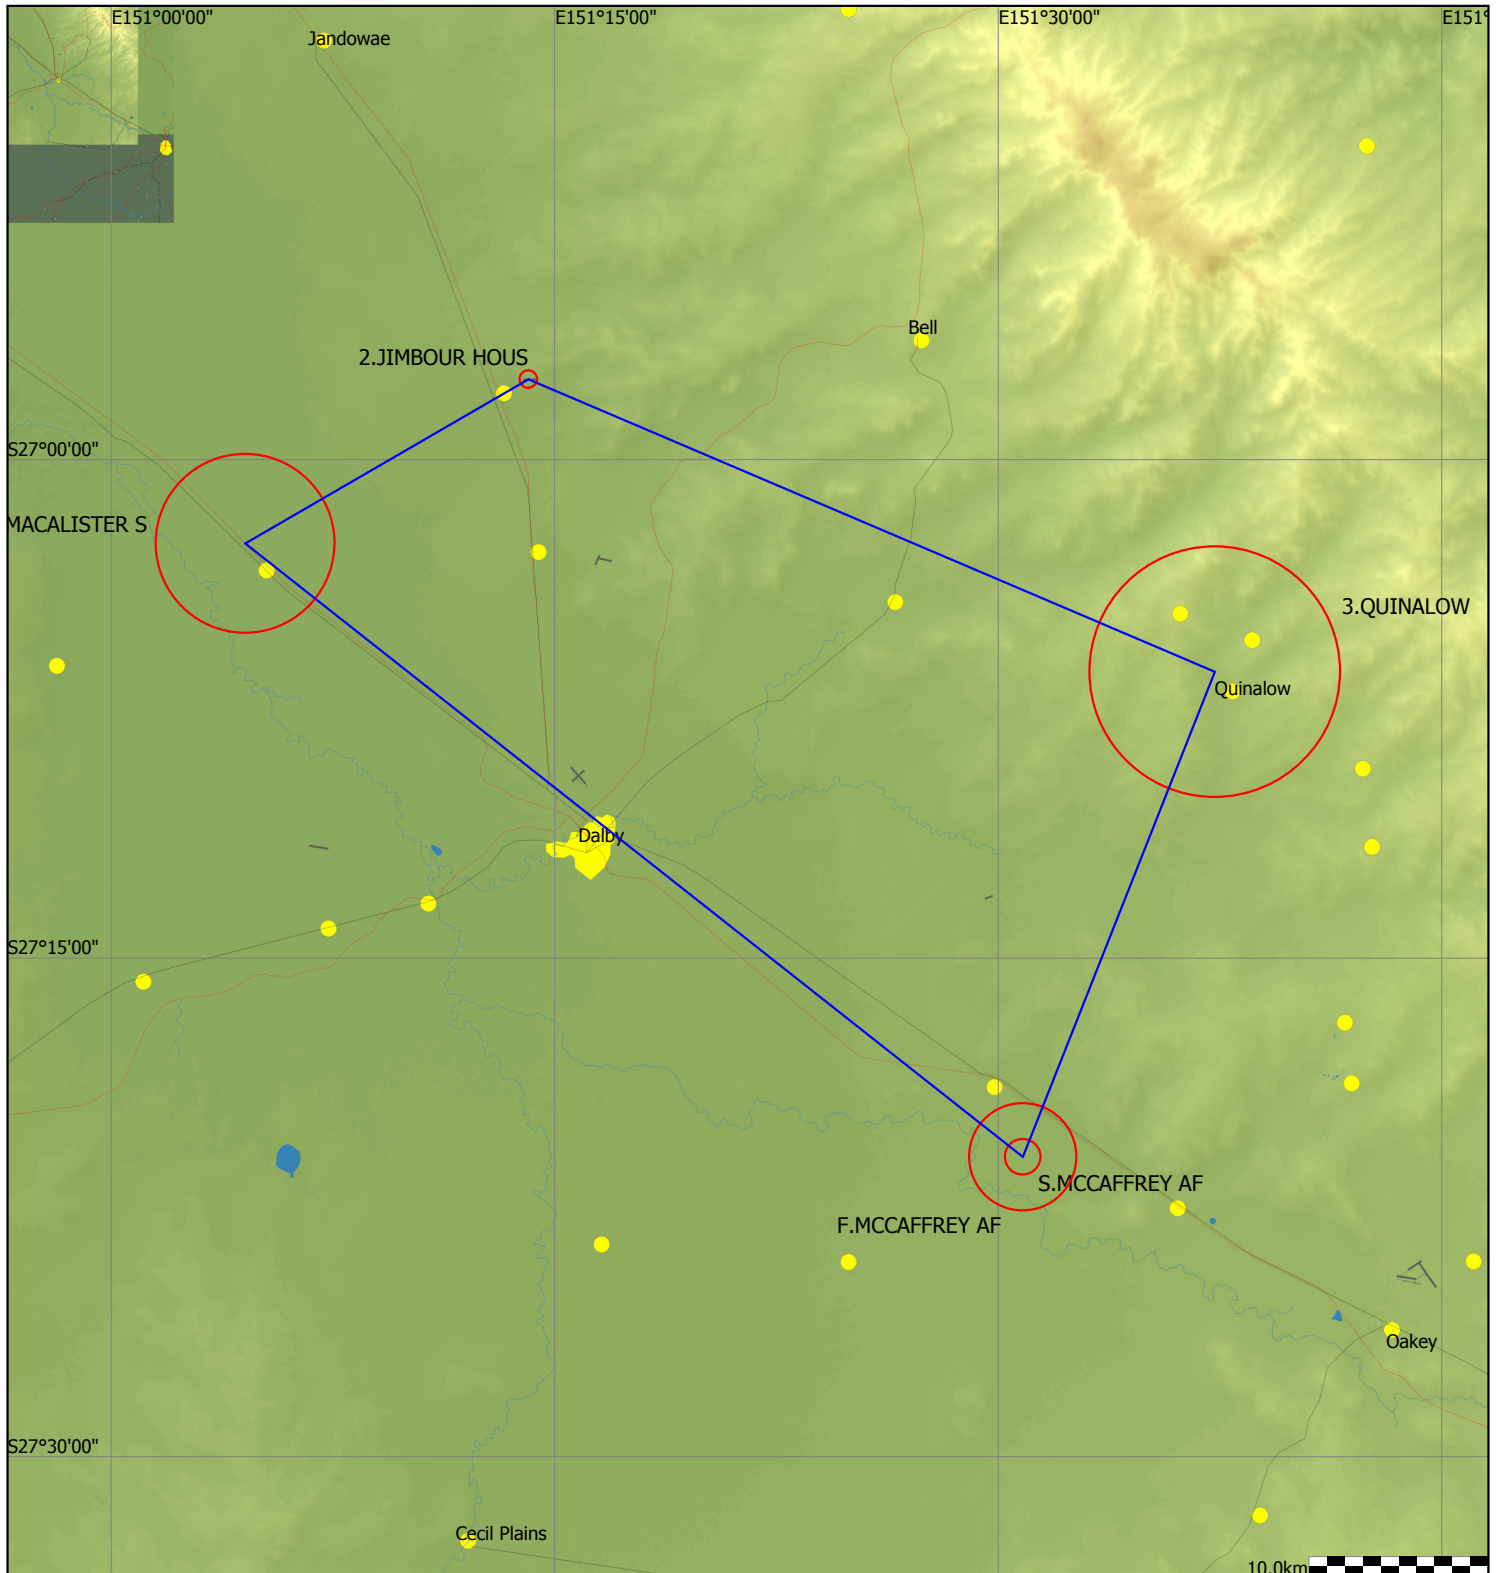 E151°00'00"
E151°15'00"
E151°30'00"
E151°
Jandowae
Bell
2.JIMBOUR HOUS
S27°00'00"
MACALISTER S
3.QUINALOW
Quinalow
Dalby
S27°15'00"
S.MCCAFFREY AF
F.MCCAFFREY AF
Oakey
S27°30'00"
Cecil Plains
10.0km